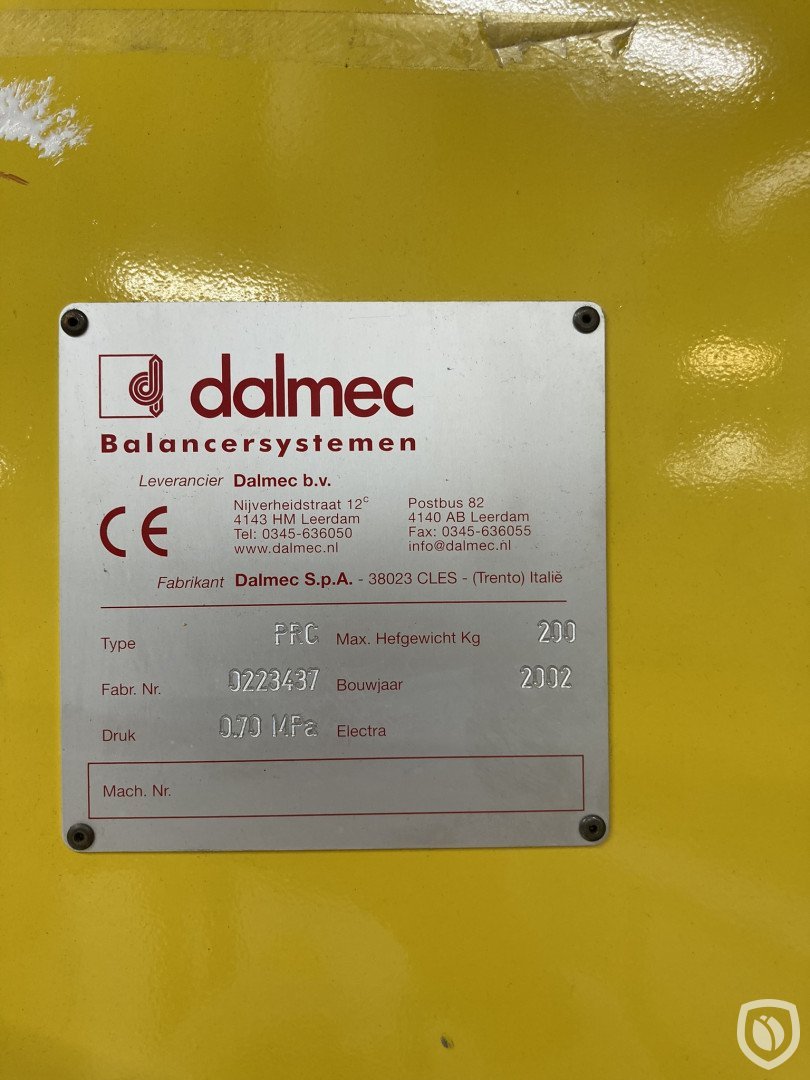 dalmec
Balancersystemen
Leverancier Dalmec b.v.
Nijverheidstraat 12c Postbus 82
4143 HM Leerdam 4140 AB Leerdam
Tel: 0345-636050 Fax: 0345-636055
www.dalmec.nl info@dalmec.nl
CE
Fabrikant Dalmec S.p.A. - 38023 CLES - (Trento) Italië
Type PRC Max. Hefgewicht Kg 200
Fabr. Nr. 0223437 Bouwjaar 2002
Druk 0.70 MPa Electra
Mach. Nr.